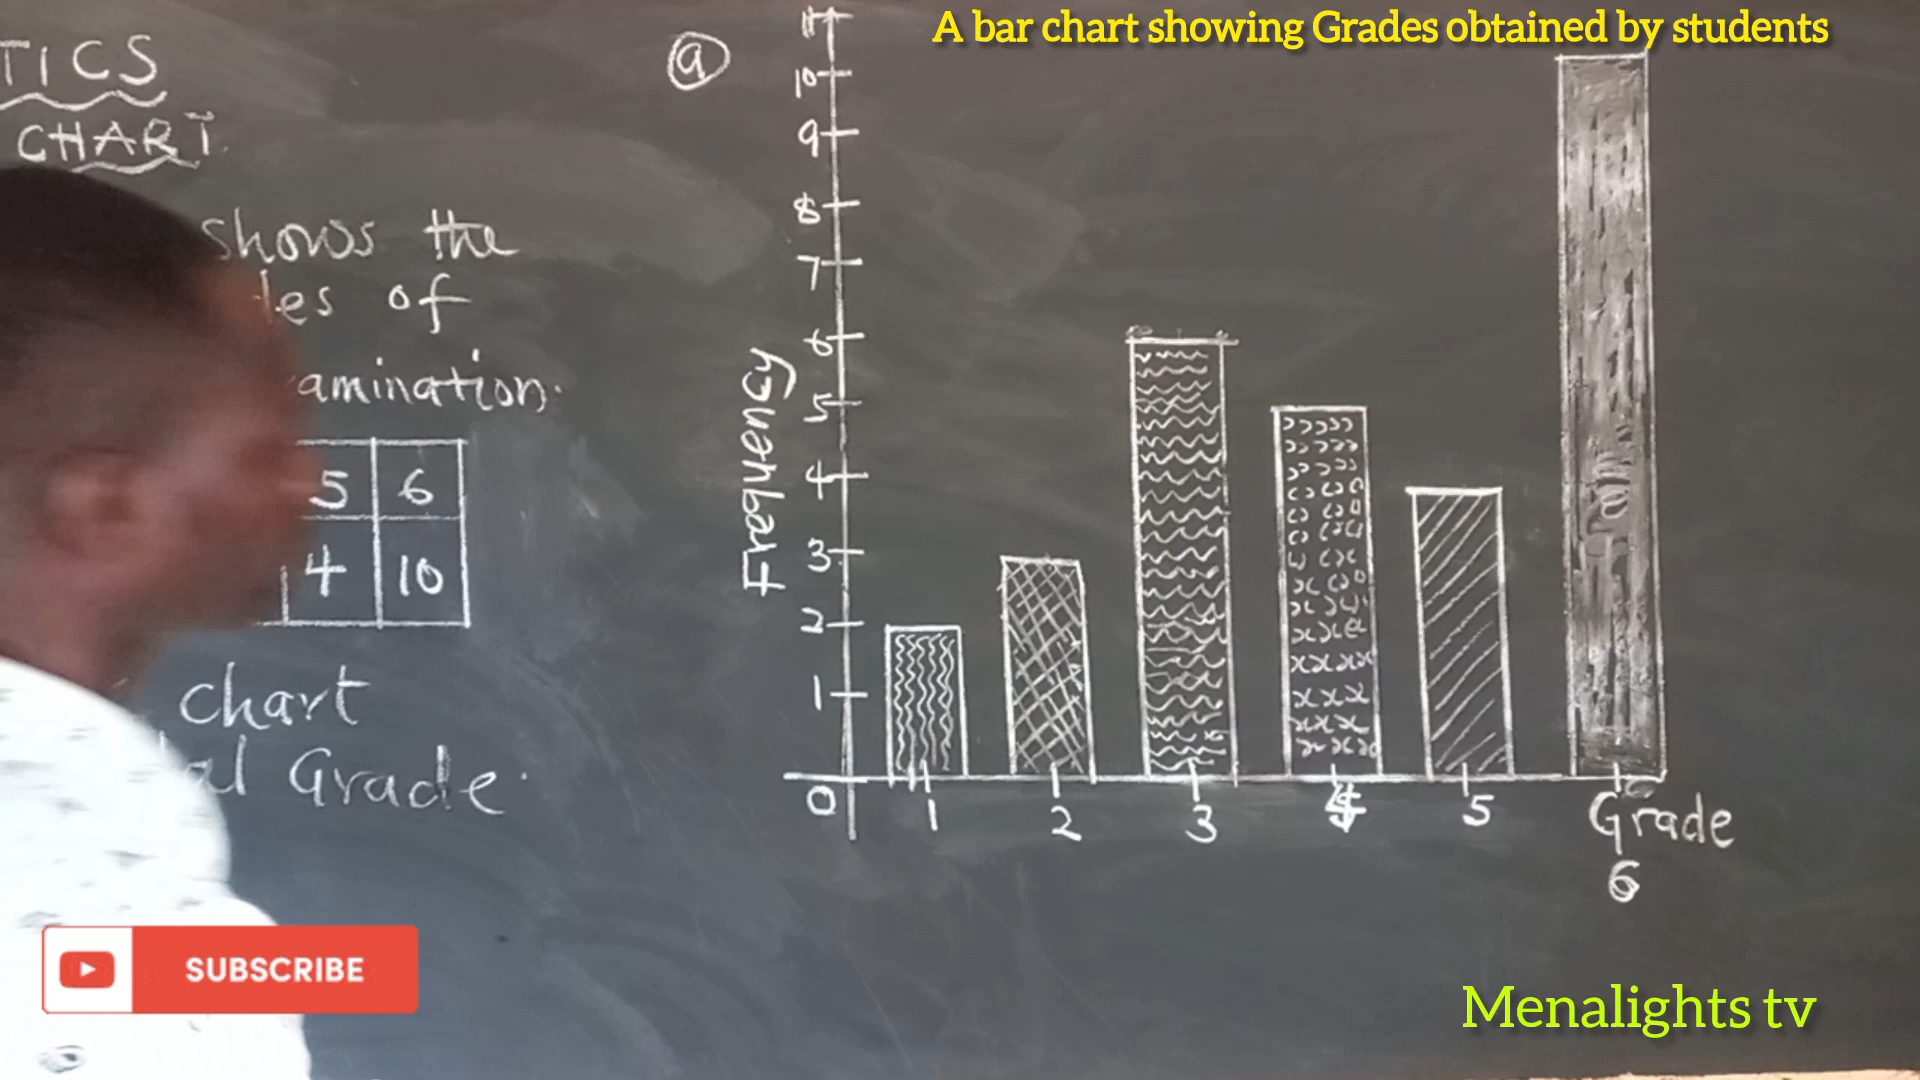 A bar chart showing Grades obtained by students
TICS
CHART
shows the
des of
amination.
5 6
4 10
chart
al Grade.
a
11
10
9
8
7
6
5
4
3
2
1
0
Frequency
1 2 3 4 5 Grade
6
SUBSCRIBE
Menalights tv